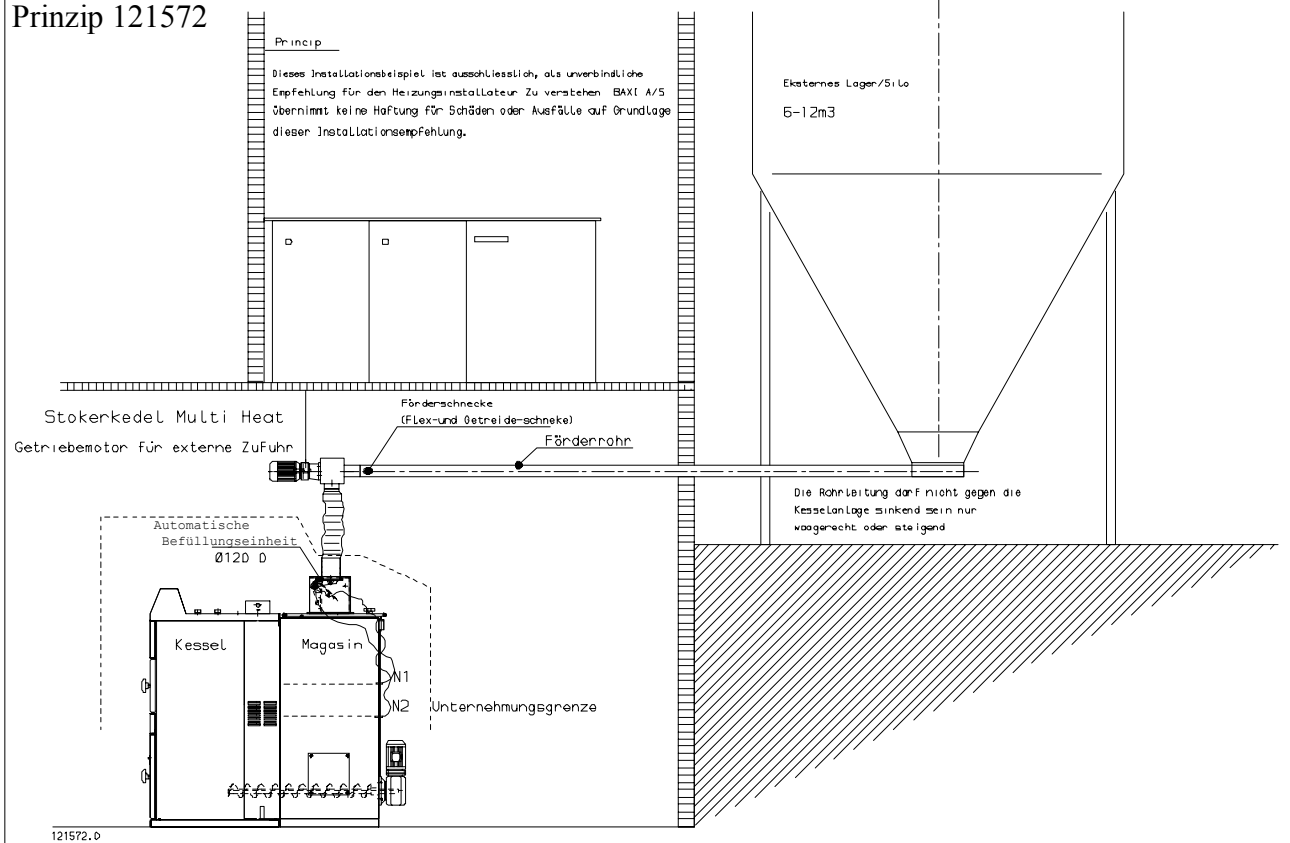 Prinzip 121572
Princip
Dieses Installationsbeispiel ist ausschliesslich, als unverbindliche
Empfehlung für den Heizungsinstallateur Zu verstehen BAXI A/S
übernimmt keine Haftung für Schäden oder Ausfälle auf Grundlage
dieser Installationsempfehlung.
Eksternes Lager/Silo
6-12m3
Stokerkedel Multi Heat
Getriebemotor für externe ZuFuhr
Förderschnecke
(Flex-und Getreide-schneke)
Förderrohr
Die Rohrleitung darf nicht gegen die
Kesselanlage sinkend sein nur
waagerecht oder steigend
Automatische
Befüllungseinheit
Ø120 D
Kessel
Magasin
N1
N2
Unternehmungsgrenze
121572.D